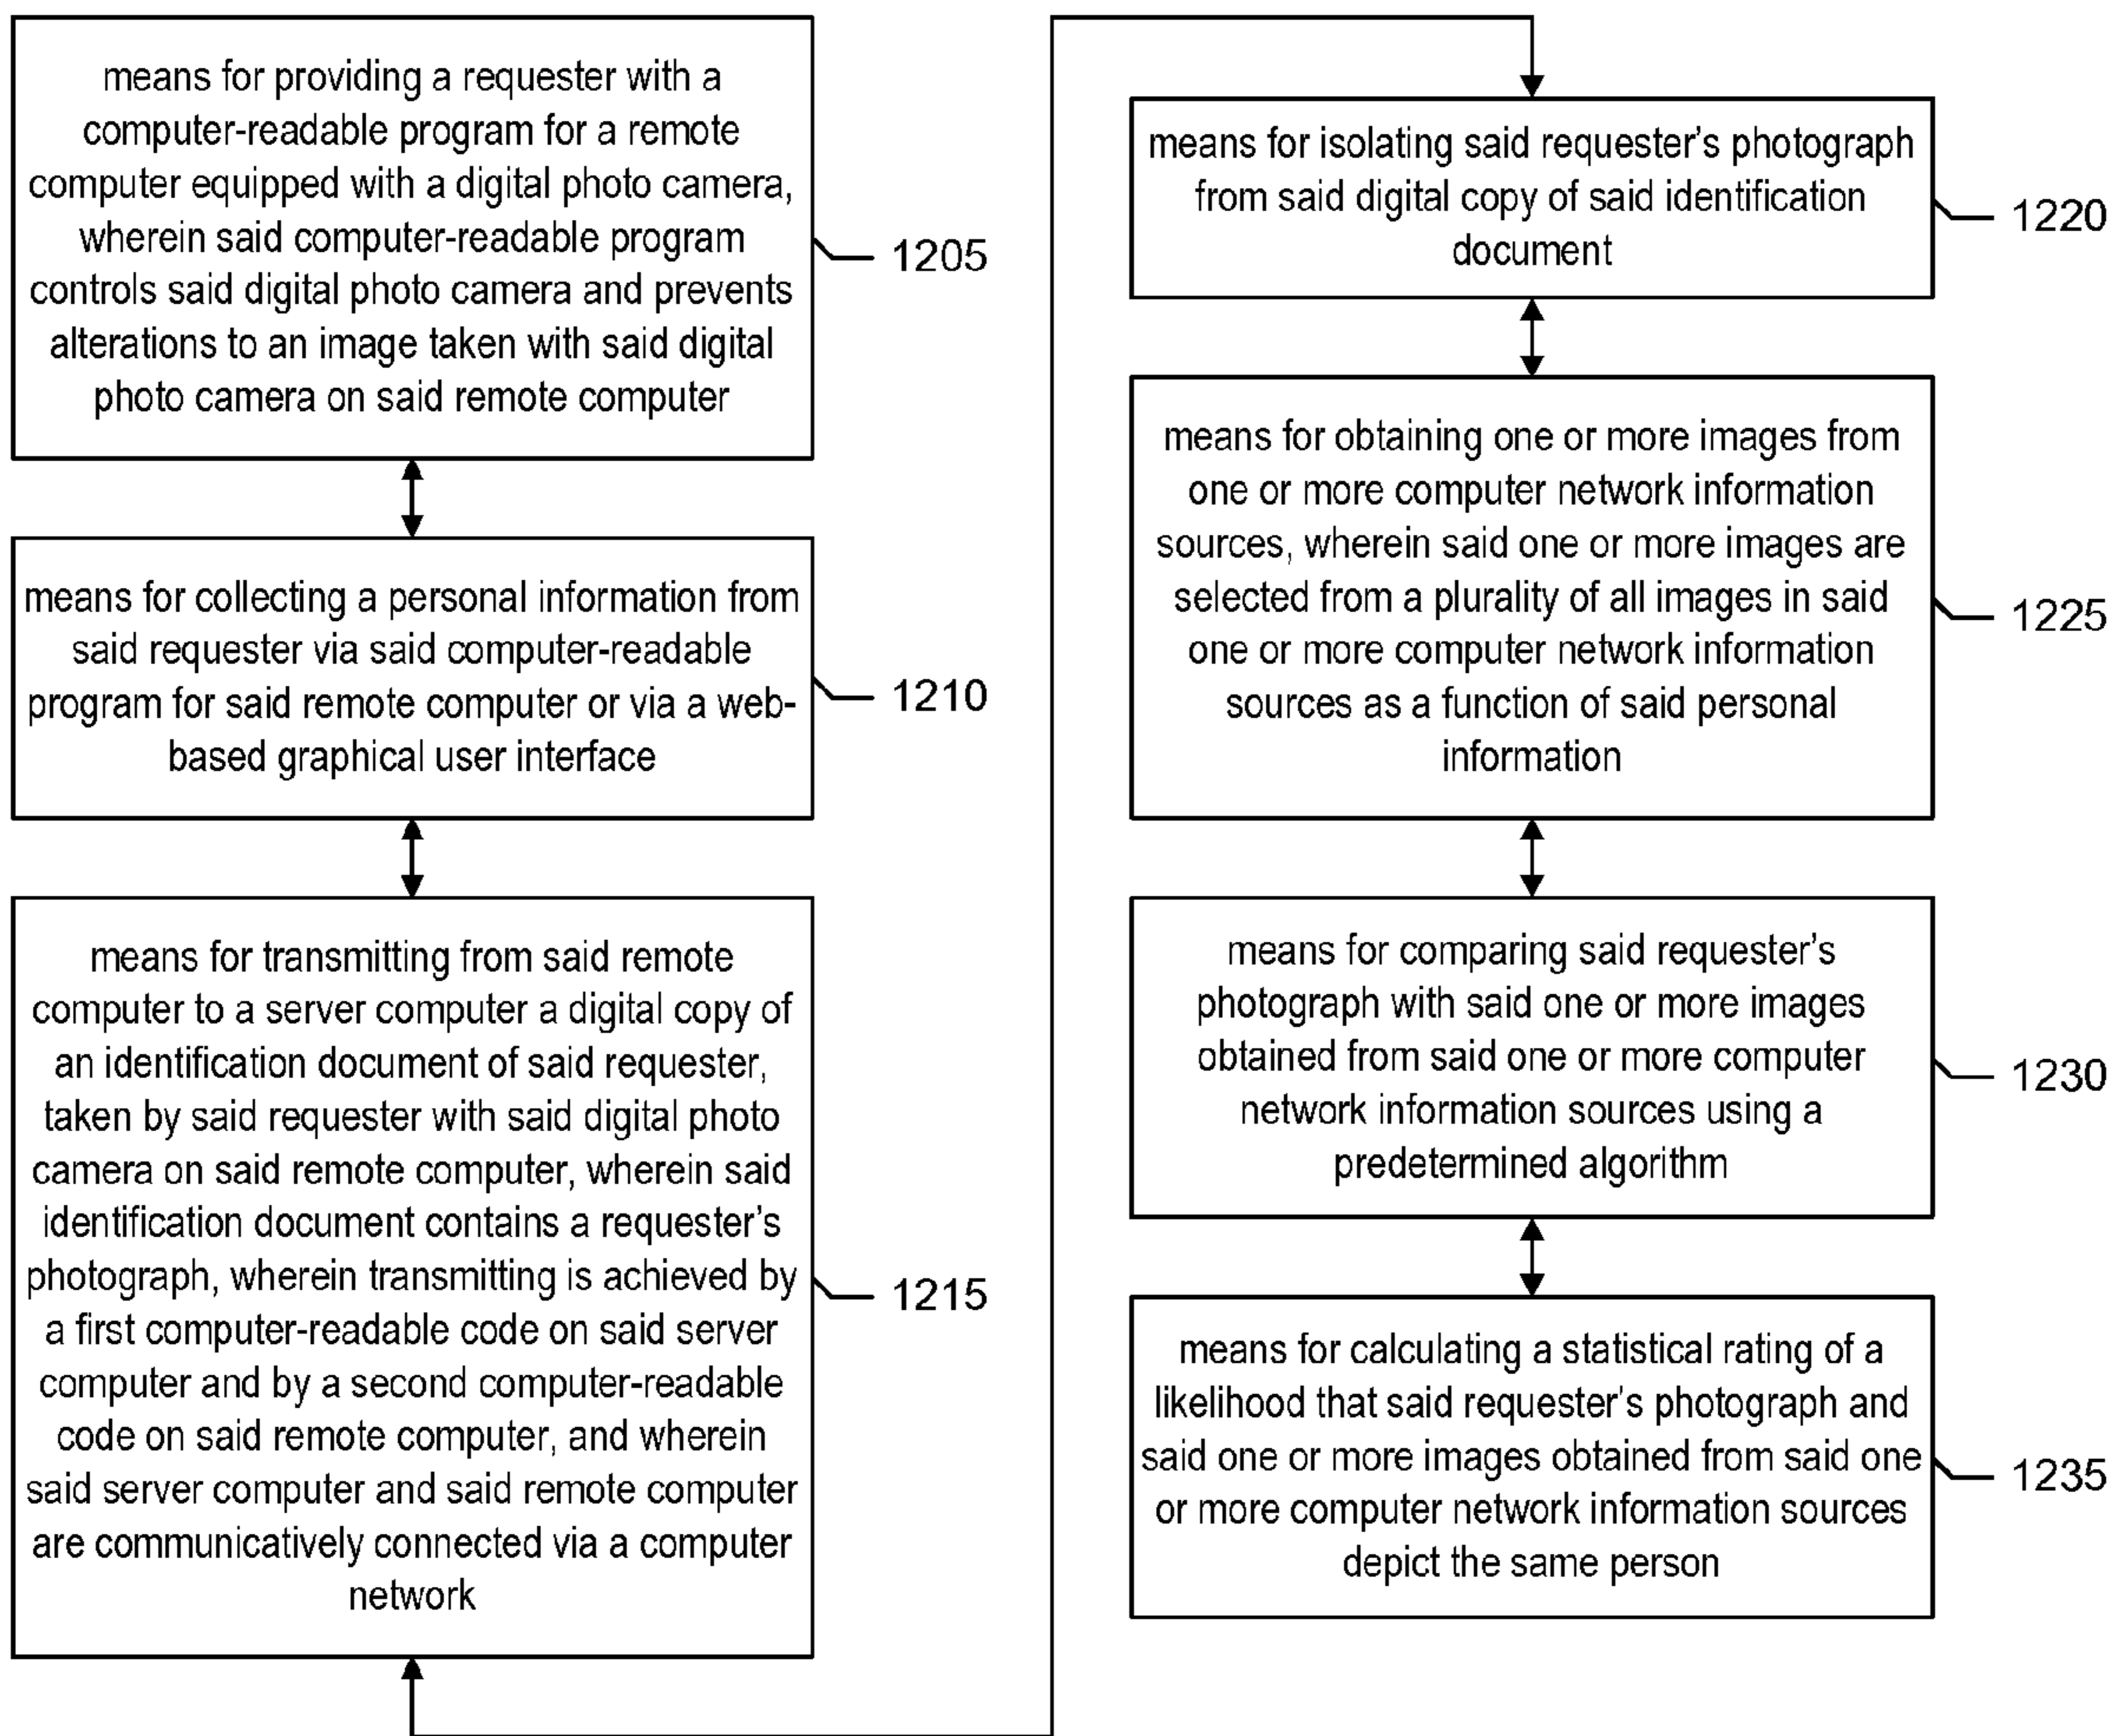 means for providing a requester with a
computer-readable program for a remote
computer equipped with a digital photo camera,
wherein said computer-readable program
controls said digital photo camera and prevents
alterations to an image taken with said digital
photo camera on said remote computer
1205
means for collecting a personal information from
said requester via said computer-readable
program for said remote computer or via a web-
based graphical user interface
1210
means for transmitting from said remote
computer to a server computer a digital copy of
an identification document of said requester,
taken by said requester with said digital photo
camera on said remote computer, wherein said
identification document contains a requester's
photograph, wherein transmitting is achieved by
a first computer-readable code on said server
computer and by a second computer-readable
code on said remote computer, and wherein
said server computer and said remote computer
are communicatively connected via a computer
network
1215
means for isolating said requester's photograph
from said digital copy of said identification
document
1220
means for obtaining one or more images from
one or more computer network information
sources, wherein said one or more images are
selected from a plurality of all images in said
one or more computer network information
sources as a function of said personal
information
1225
means for comparing said requester's
photograph with said one or more images
obtained from said one or more computer
network information sources using a
predetermined algorithm
1230
means for calculating a statistical rating of a
likelihood that said requester's photograph and
said one or more images obtained from said one
or more computer network information sources
depict the same person
1235